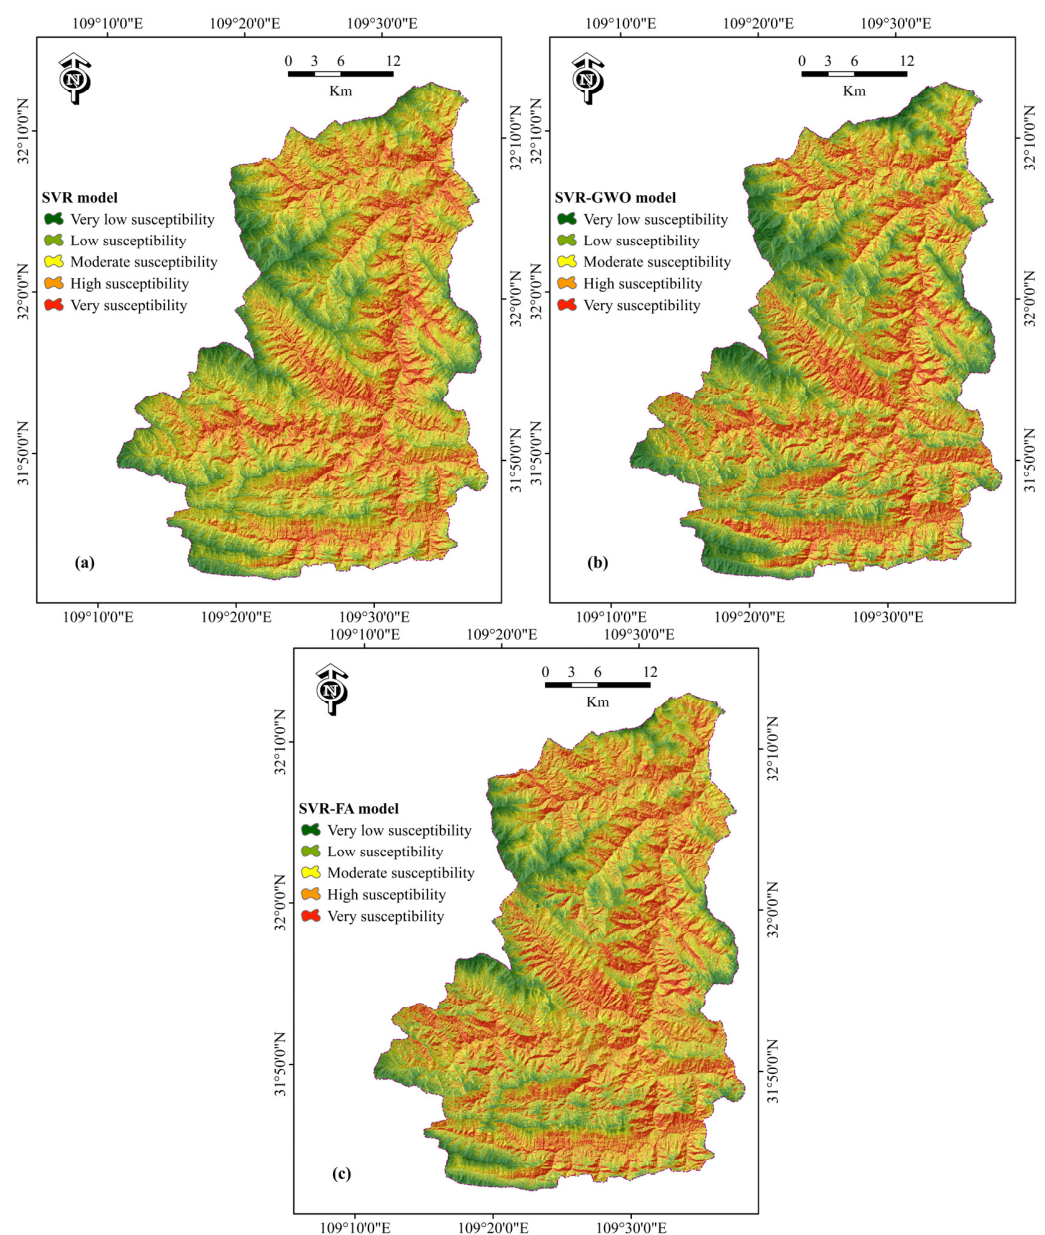 109°10'0"E 109°20'0"E 109°30'0"E
N
0 3 6 12
Km
32°10'0"N
32°0'0"N
31°50'0"N
32°10'0"N
32°0'0"N
31°50'0"N
SVR model
Very low susceptibility
Low susceptibility
Moderate susceptibility
High susceptibility
Very susceptibility
(a)
109°10'0"E 109°20'0"E 109°30'0"E
109°10'0"E 109°20'0"E 109°30'0"E
N
0 3 6 12
Km
32°10'0"N
32°0'0"N
31°50'0"N
32°10'0"N
32°0'0"N
31°50'0"N
SVR-GWO model
Very low susceptibility
Low susceptibility
Moderate susceptibility
High susceptibility
Very susceptibility
(b)
109°10'0"E 109°20'0"E 109°30'0"E
109°10'0"E 109°20'0"E 109°30'0"E
N
0 3 6 12
Km
32°10'0"N
32°0'0"N
31°50'0"N
32°10'0"N
32°0'0"N
31°50'0"N
SVR-FA model
Very low susceptibility
Low susceptibility
Moderate susceptibility
High susceptibility
Very susceptibility
(c)
109°10'0"E 109°20'0"E 109°30'0"E